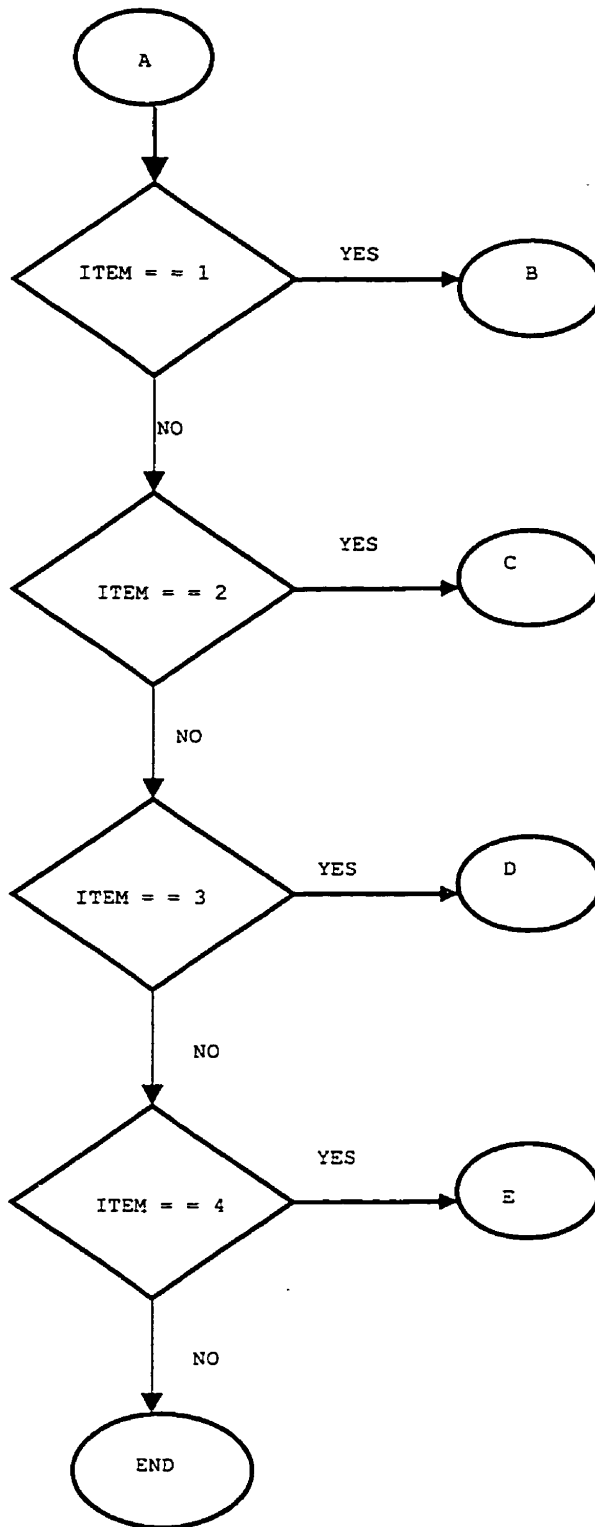 A
ITEM = = 1
YES
B
NO
ITEM = = 2
YES
C
NO
ITEM = = 3
YES
D
NO
ITEM = = 4
YES
E
NO
END